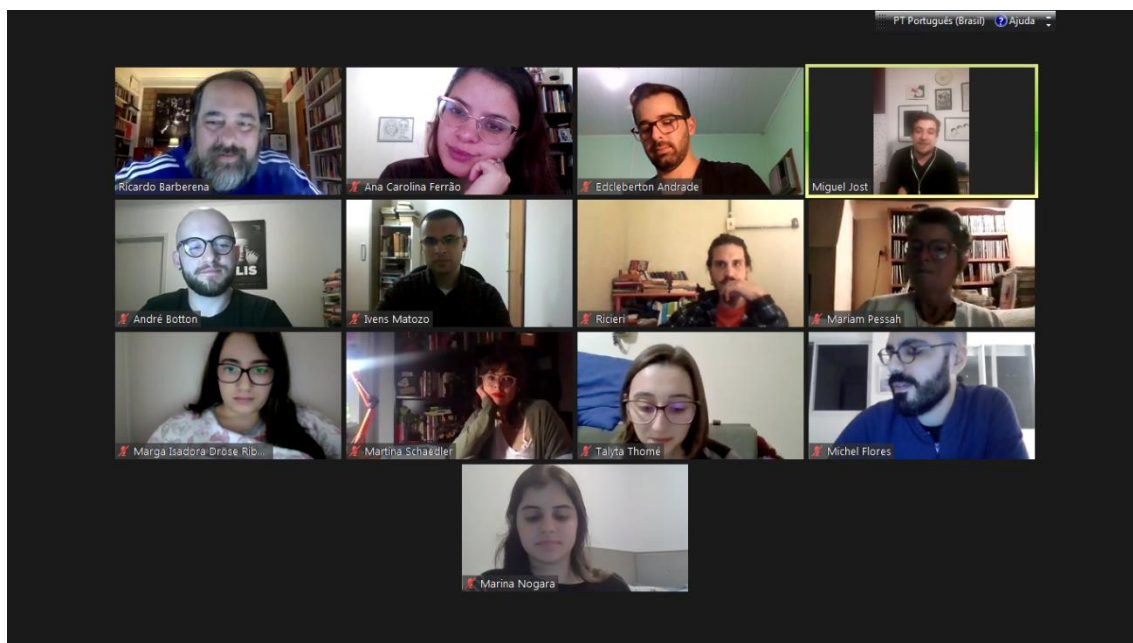 PT Português (Brasil) Ajuda
Ricardo Barberena
Ana Carolina Ferrão
Edcleberton Andrade
Miguel Jost
LIS
André Botton
Ivens Matozo
Ricieri
Mariam Pessah
Marga Isadora Dröse Rib...
Martina Schaedler
Talyta Thomé
Michel Flores
Marina Nogara